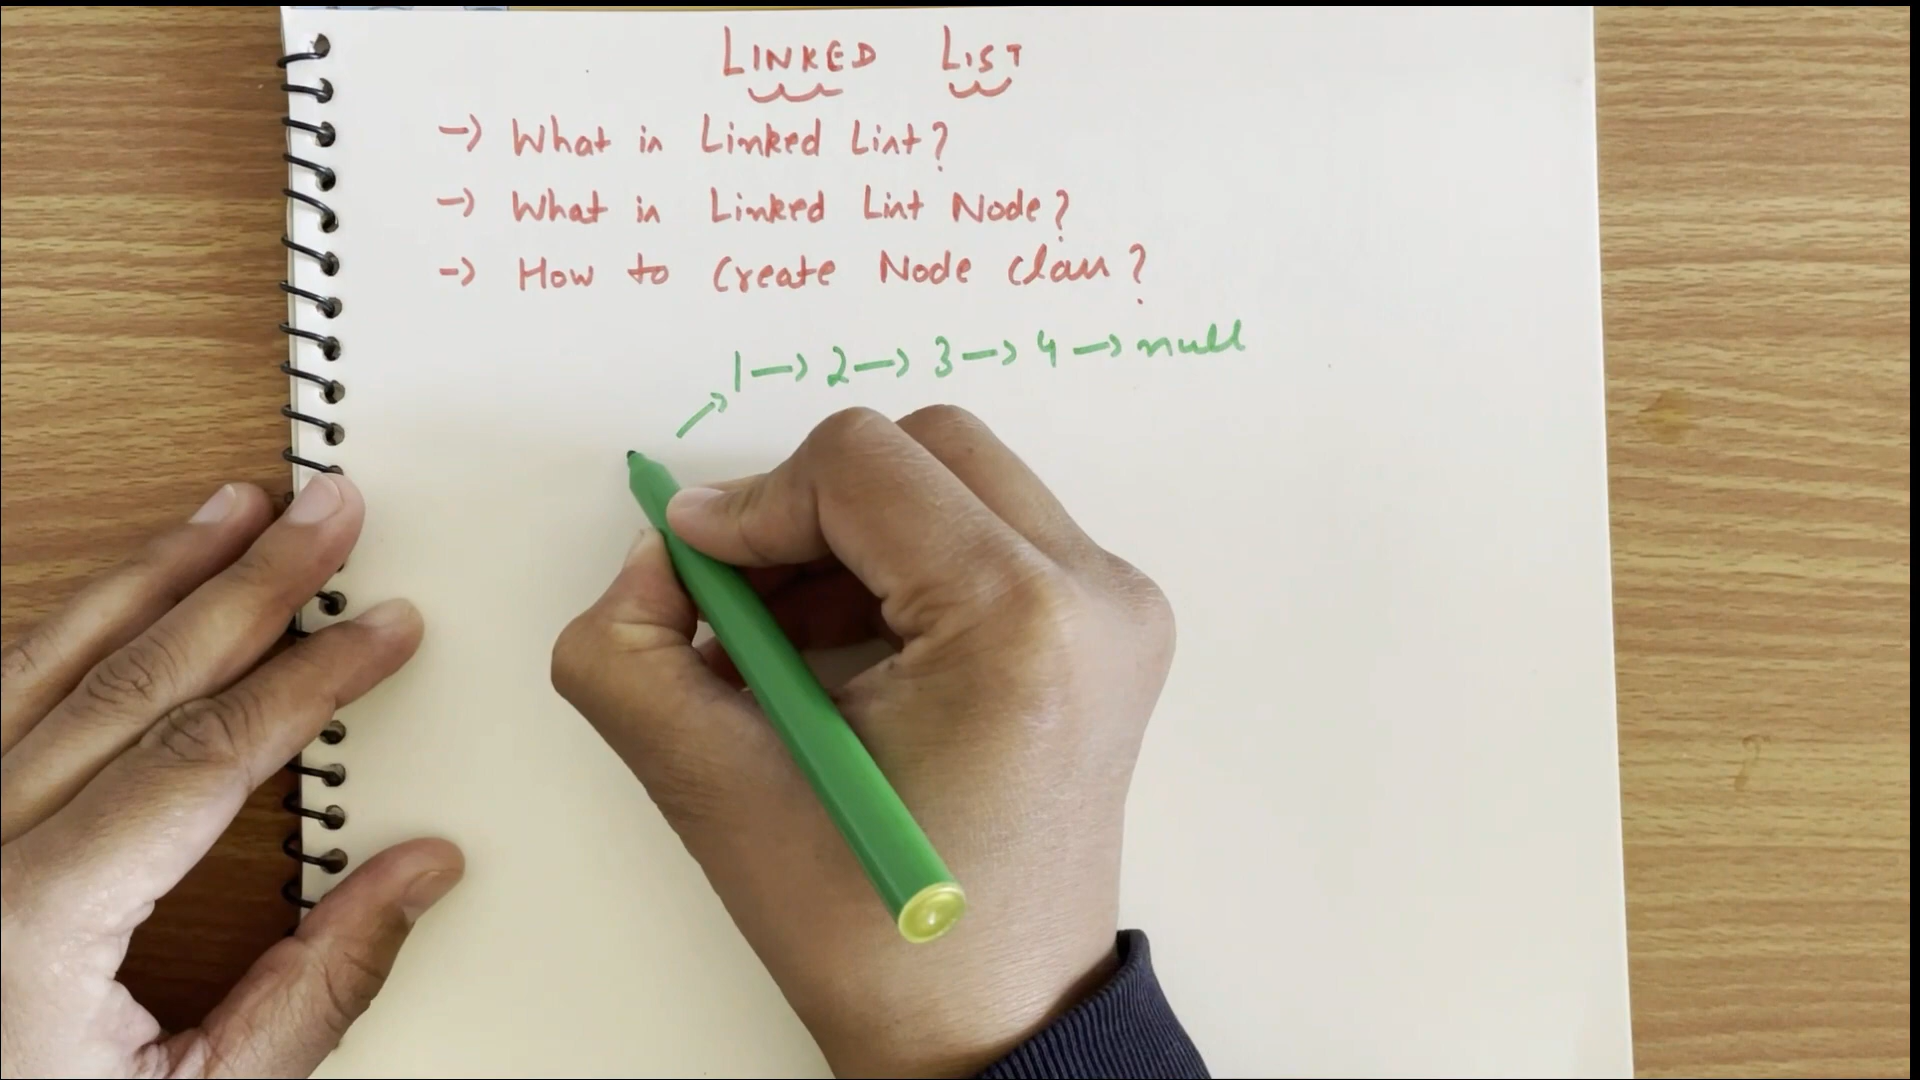 LINKED LIST
-> What is Linked List?
-> What is Linked List Node?
-> How to Create Node Class?
1 -> 2 -> 3 -> 4 -> null